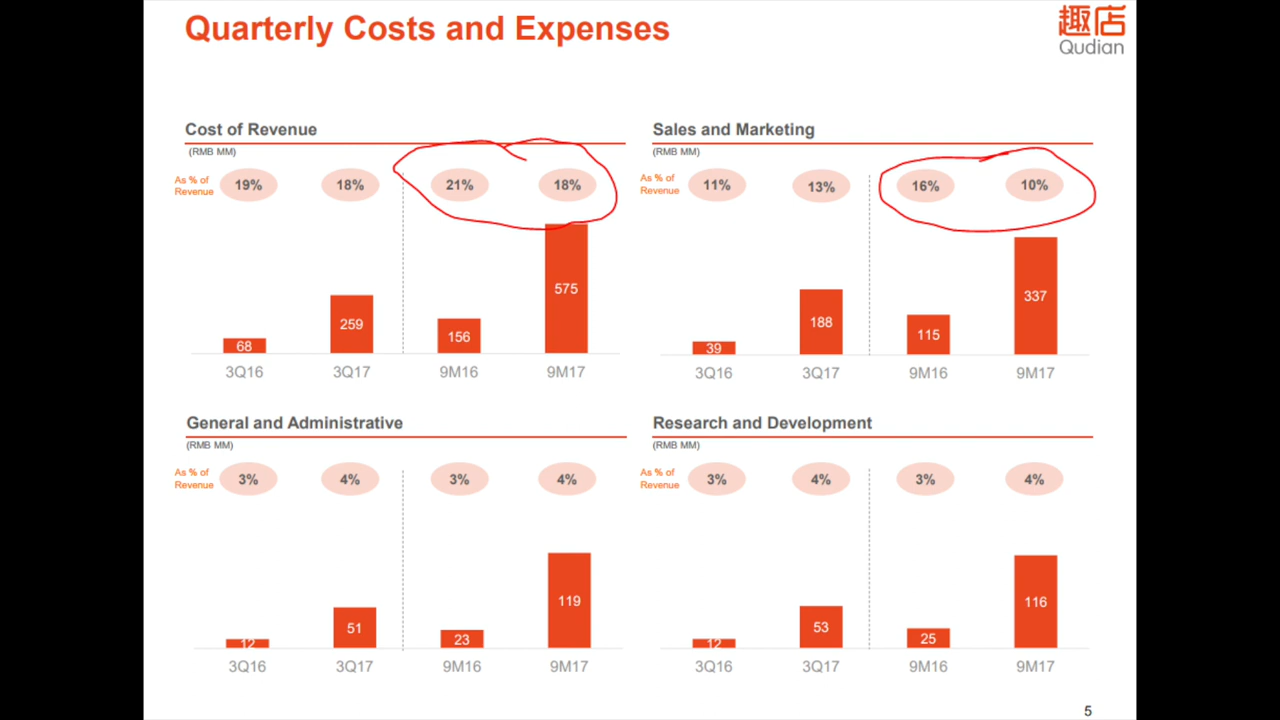 Quarterly Costs and Expenses
趣店
Qudian
Cost of Revenue
(RMB MM)
As % of
Revenue
19%
18%
21%
18%
68
259
156
575
3Q16
3Q17
9M16
9M17
Sales and Marketing
(RMB MM)
As % of
Revenue
11%
13%
16%
10%
39
188
115
337
3Q16
3Q17
9M16
9M17
General and Administrative
(RMB MM)
As % of
Revenue
3%
4%
3%
4%
12
51
23
119
3Q16
3Q17
9M16
9M17
Research and Development
(RMB MM)
As % of
Revenue
3%
4%
3%
4%
12
53
25
116
3Q16
3Q17
9M16
9M17
5